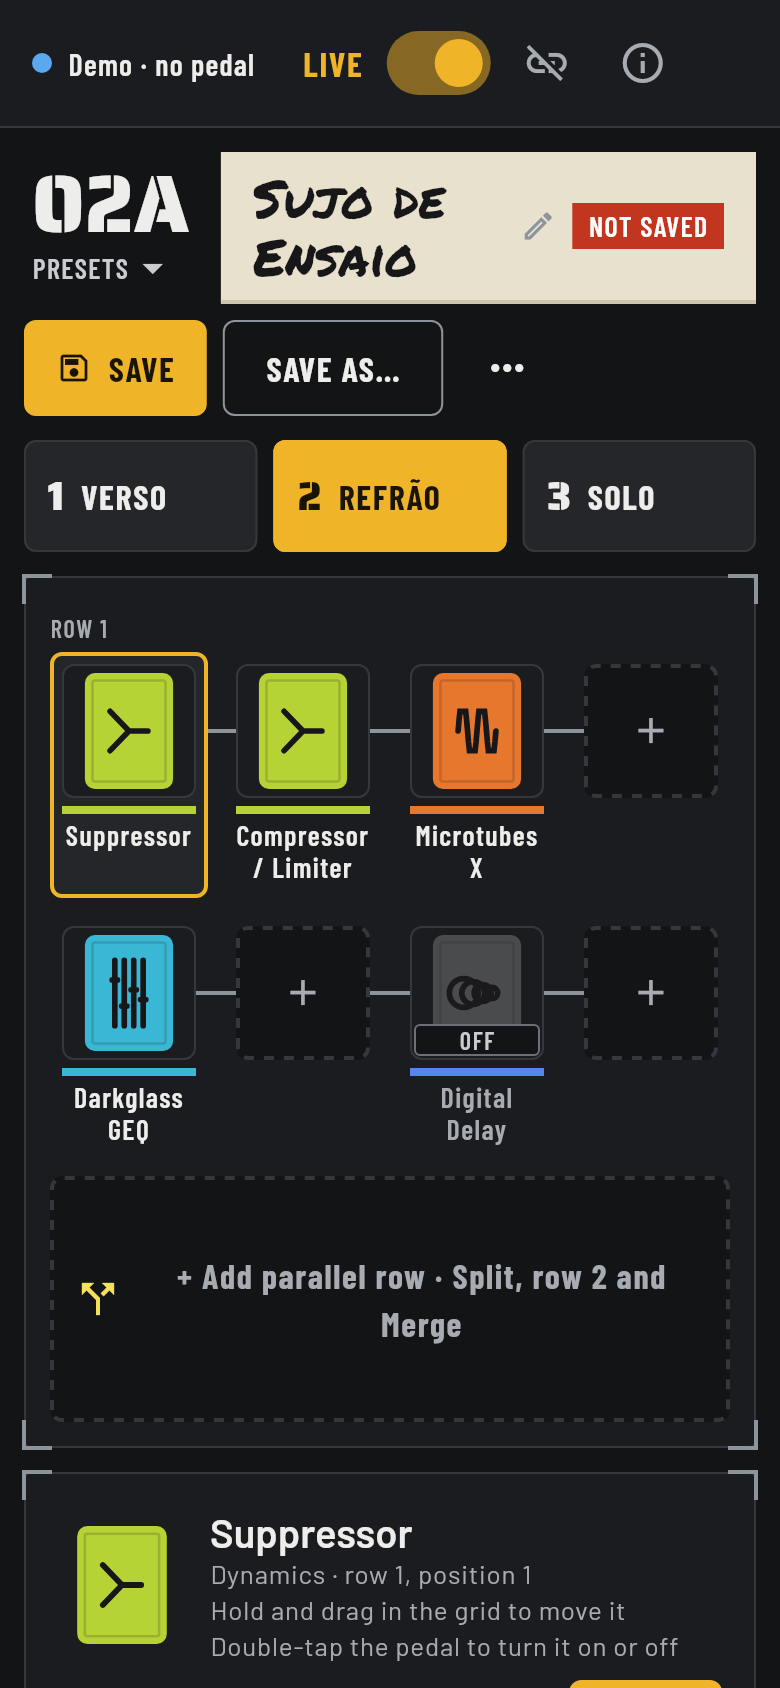 Demo · no pedal LIVE
02A
PRESETS
SUJO DE
ENSAIO
NOT SAVED
SAVE
SAVE AS...
1 VERSO
2 REFRÃO
3 SOLO
ROW 1
Suppressor
Compressor
/ Limiter
Microtubes
X
OFF
Darkglass
GEQ
Digital
Delay
+ Add parallel row · Split, row 2 and
Merge
Suppressor
Dynamics · row 1, position 1
Hold and drag in the grid to move it
Double-tap the pedal to turn it on or off